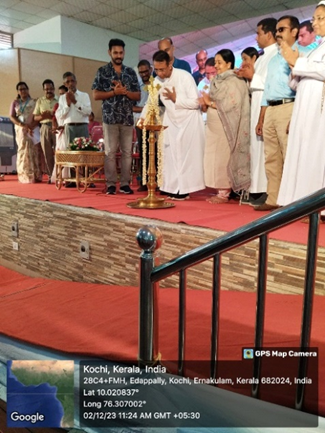 GPS Map Camera
Kochi, Kerala, India
28C4+FMH, Edappally, Kochi, Ernakulam, Kerala 682024, India
Lat 10.020837°
Long 76.307002°
02/12/23 11:24 AM GMT +05:30
Google